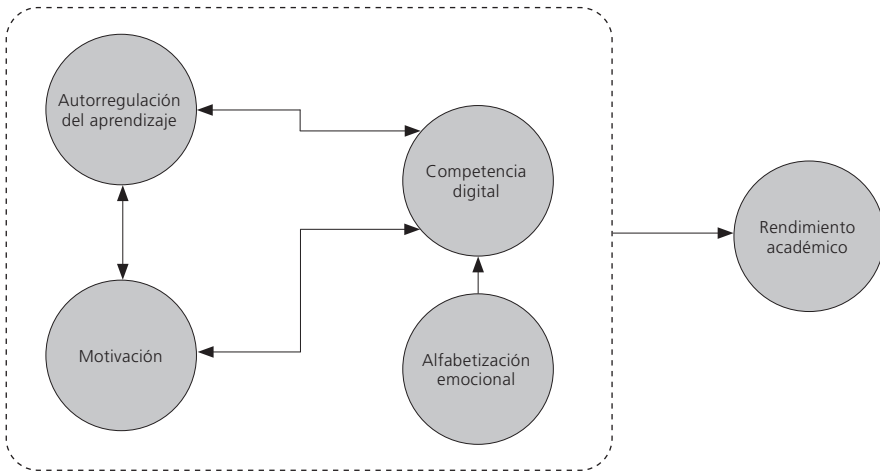 Autorregulación
del aprendizaje
Competencia
digital
Rendimiento
académico
Motivación
Alfabetización
emocional